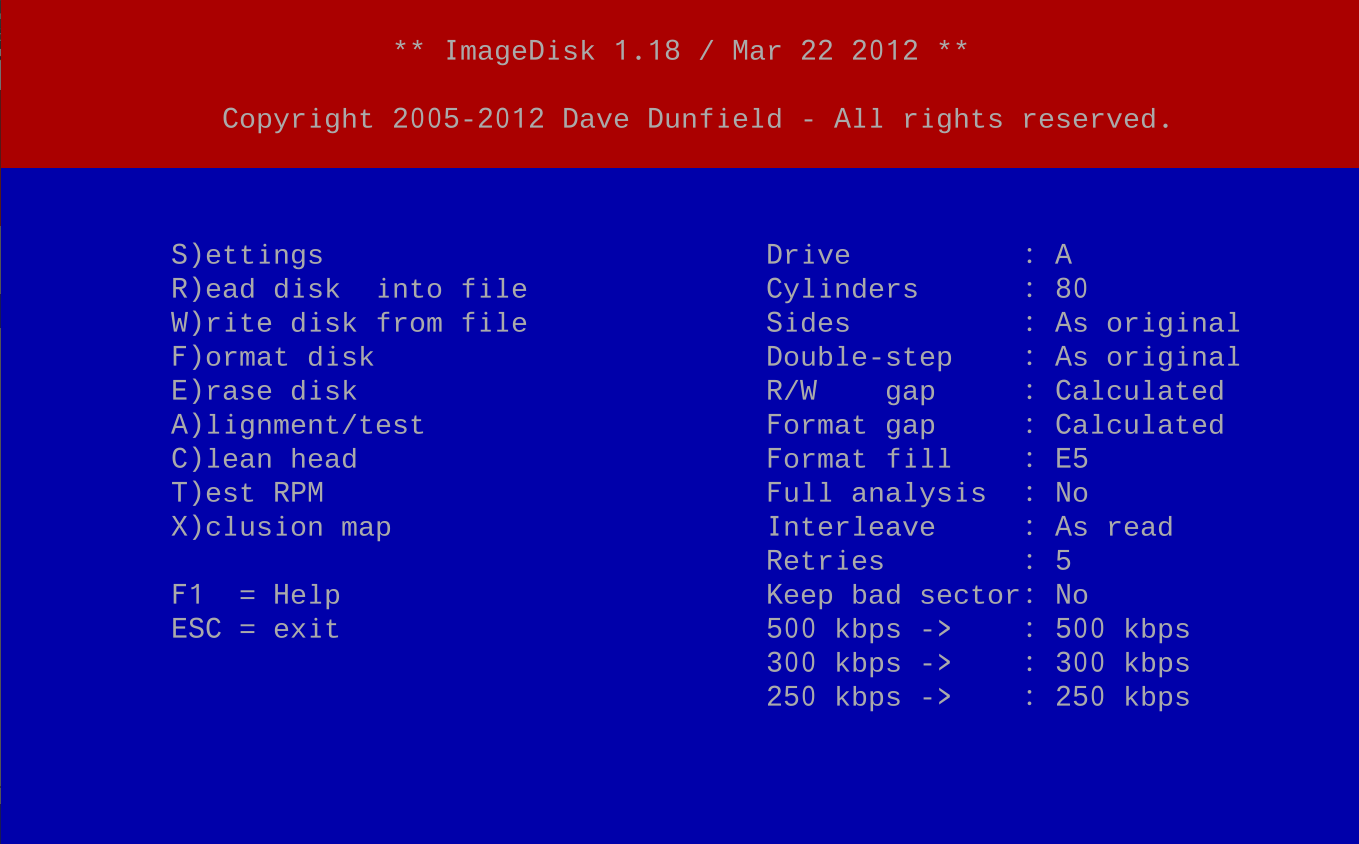 ** ImageDisk 1.18 / Mar 22 2012 **
Copyright 2005-2012 Dave Dunfield - All rights reserved.
S)ettings
R)ead disk  into file
W)rite disk from file
F)ormat disk
E)rase disk
A)lignment/test
C)lean head
T)est RPM
X)clusion map
F1  = Help
ESC = exit
Drive          : A
Cylinders      : 80
Sides          : As original
Double-step    : As original
R/W    gap     : Calculated
Format gap     : Calculated
Format fill    : E5
Full analysis  : No
Interleave     : As read
Retries        : 5
Keep bad sector: No
500 kbps ->    : 500 kbps
300 kbps ->    : 300 kbps
250 kbps ->    : 250 kbps